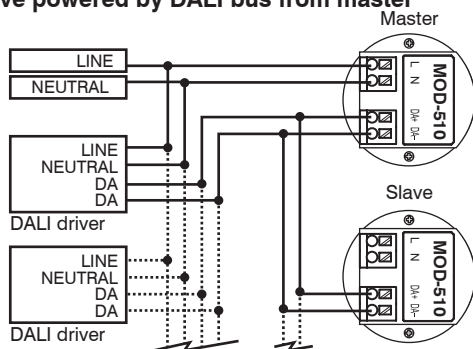 ve powered by DALI bus from master
Master
LINE
NEUTRAL
L
N
DA+
DA-
MOD-510
LINE
NEUTRAL
DA
DA
DALI driver
Slave
L
N
DA+
DA-
MOD-510
LINE
NEUTRAL
DA
DA
DALI driver